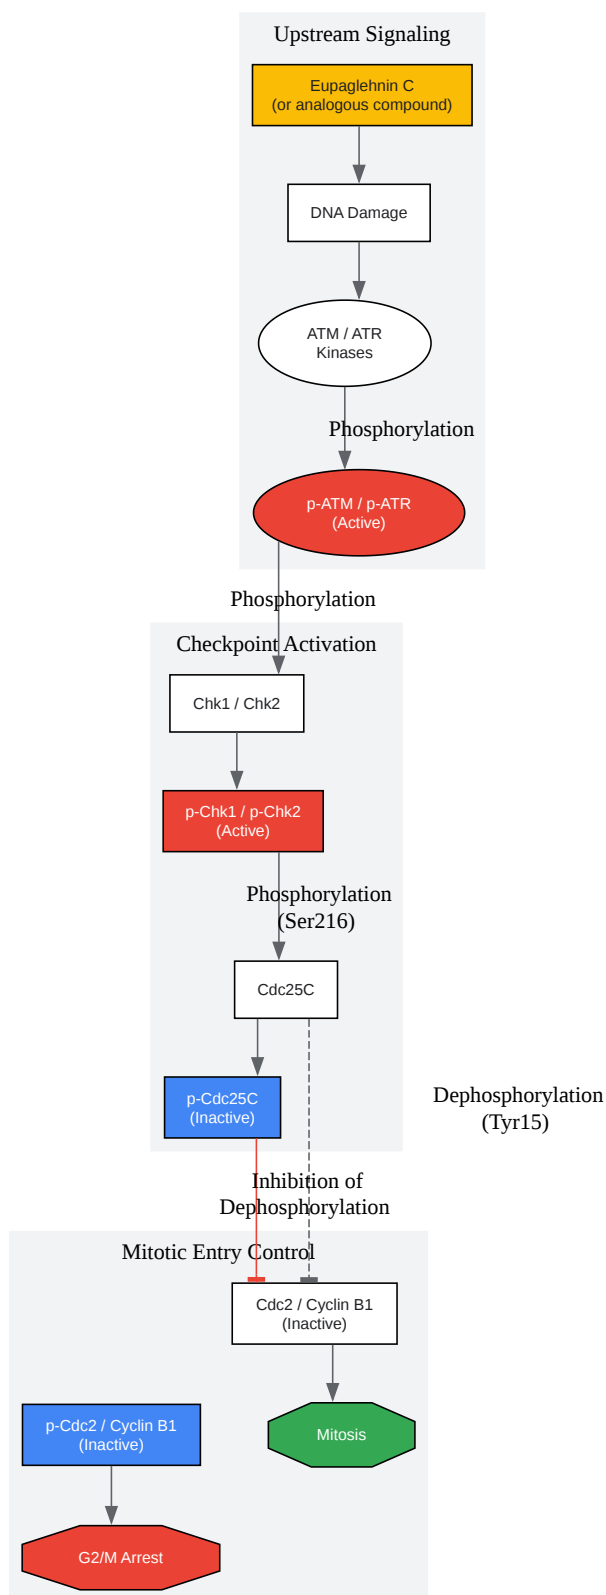 Upstream Signaling
Eupaglehnin C
(or analogous compound)
DNA Damage
ATM / ATR
Kinases
Phosphorylation
p-ATM / p-ATR
(Active)
Phosphorylation
Checkpoint Activation
Chk1 / Chk2
p-Chk1 / p-Chk2
(Active)
Phosphorylation
(Ser216)
Cdc25C
p-Cdc25C
(Inactive)
Dephosphorylation
(Tyr15)
Inhibition of
Dephosphorylation
Mitotic Entry Control
Cdc2 / Cyclin B1
(Inactive)
p-Cdc2 / Cyclin B1
(Inactive)
Mitosis
G2/M Arrest